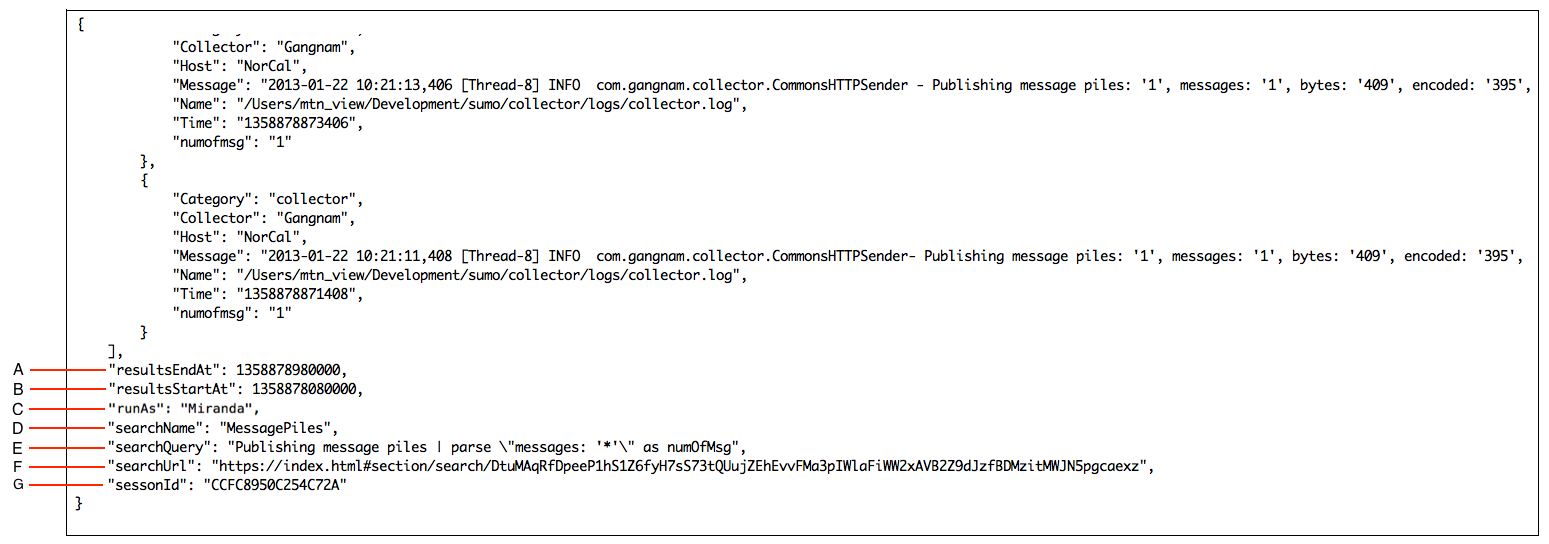 {
"Collector": "Gangnam",
"Host": "NorCal",
"Message": "2013-01-22 10:21:13,406 [Thread-8] INFO  com.gangnam.collector.CommonsHTTPSender - Publishing message piles: '1', messages: '1', bytes: '409', encoded: '395',
"Name": "/Users/mtn_view/Development/sumo/collector/logs/collector.log",
"Time": "1358878873406",
"numofmsg": "1"
},
{
"Category": "collector",
"Collector": "Gangnam",
"Host": "NorCal",
"Message": "2013-01-22 10:21:11,408 [Thread-8] INFO  com.gangnam.collector.CommonsHTTPSender- Publishing message piles: '1', messages: '1', bytes: '409', encoded: '395',
"Name": "/Users/mtn_view/Development/sumo/collector/logs/collector.log",
"Time": "1358878871408",
"numofmsg": "1"
}
],
A "resultsEndAt": 1358878980000,
B "resultsStartAt": 1358878080000,
C "runAs": "Miranda",
D "searchName": "MessagePiles",
E "searchQuery": "Publishing message piles | parse \"messages: '*'\" as numOfMsg",
F "searchUrl": "https://index.html#section/search/DtuMAqRfDpeeP1hS1Z6fyH7sS73tQUujZEhEvvFMa3pIWlaFiWW2xAVB2Z9dJzfBDMzitMWJN5pgcaexz",
G "sessonId": "CCFC8950C254C72A"
}